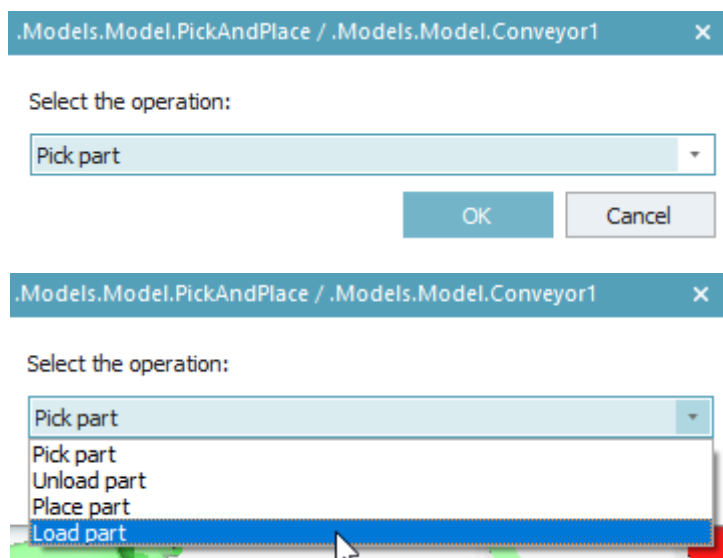 .Models.Model.PickAndPlace / .Models.Model.Conveyor1
Select the operation:
Pick part
OK Cancel
.Models.Model.PickAndPlace / .Models.Model.Conveyor1
Select the operation:
Pick part
Pick part
Unload part
Place part
Load part